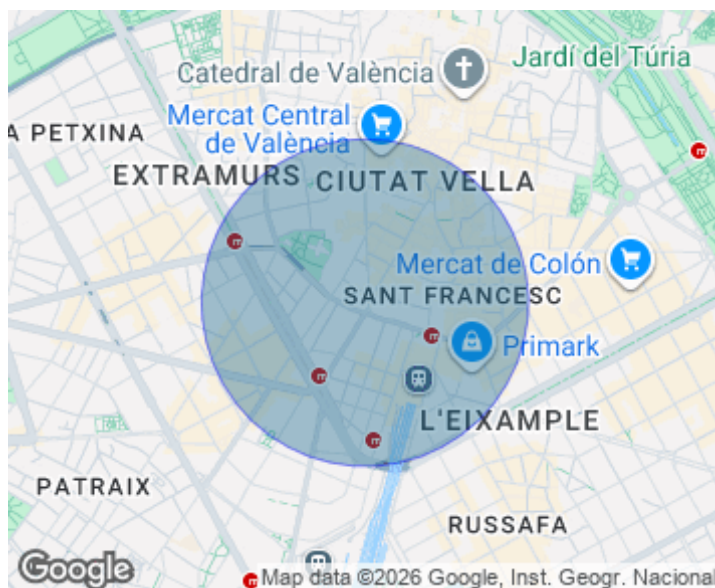 Jardí del Túria
Catedral de València
Mercat Central
de València
A PETXINA
EXTRAMURS
CIUTAT VELLA
Mercat de Colón
SANT FRANCESC
Primark
L'EIXAMPLE
PATRAIX
RUSSAFA
Google
Map data ©2026 Google, Inst. Geogr. Nacional